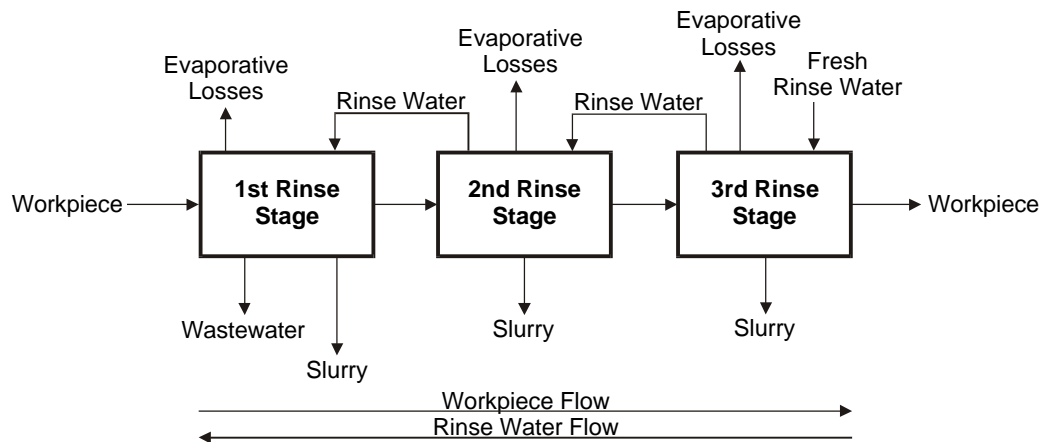 Evaporative
Losses
Evaporative
Losses
Evaporative
Losses
Fresh
Rinse Water
Rinse Water
Rinse Water
Workpiece
1st Rinse
Stage
2nd Rinse
Stage
3rd Rinse
Stage
Workpiece
Wastewater
Slurry
Slurry
Slurry
Workpiece Flow
Rinse Water Flow